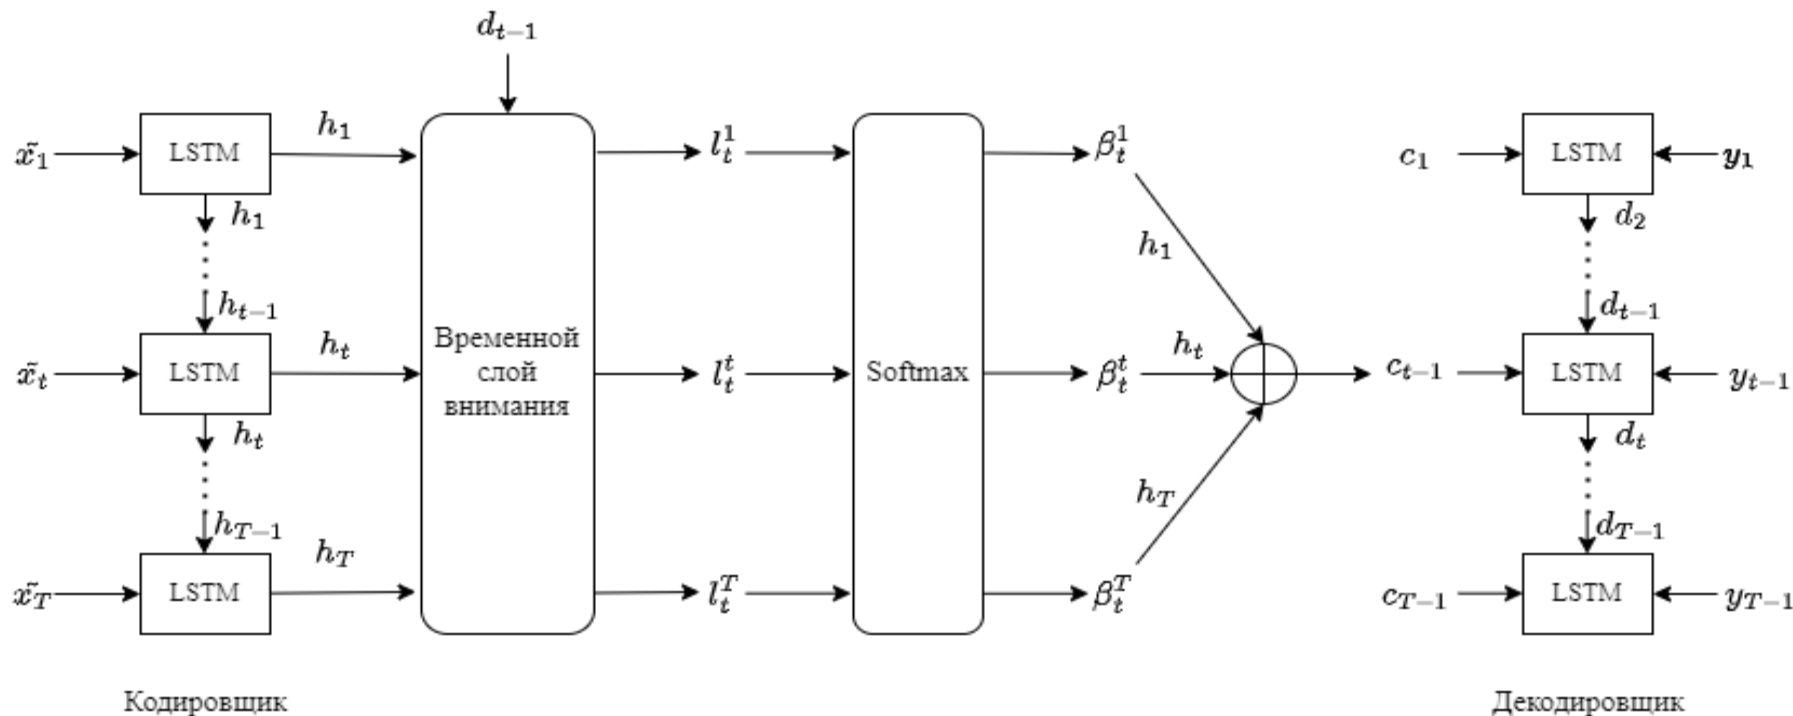 d_{t-1}
x̃_1
LSTM
h_1
l_t^1
β_t^1
c_1
LSTM
y_1
h_1
h_1
d_2
h_{t-1}
d_{t-1}
x̃_t
LSTM
h_t
Временной
слой
внимания
l_t^t
Softmax
β_t^t
h_t
c_{t-1}
LSTM
y_{t-1}
h_t
d_t
h_{T-1}
h_T
h_T
d_{T-1}
x̃_T
LSTM
l_t^T
β_t^T
c_{T-1}
LSTM
y_{T-1}
Кодировщик
Декодировщик